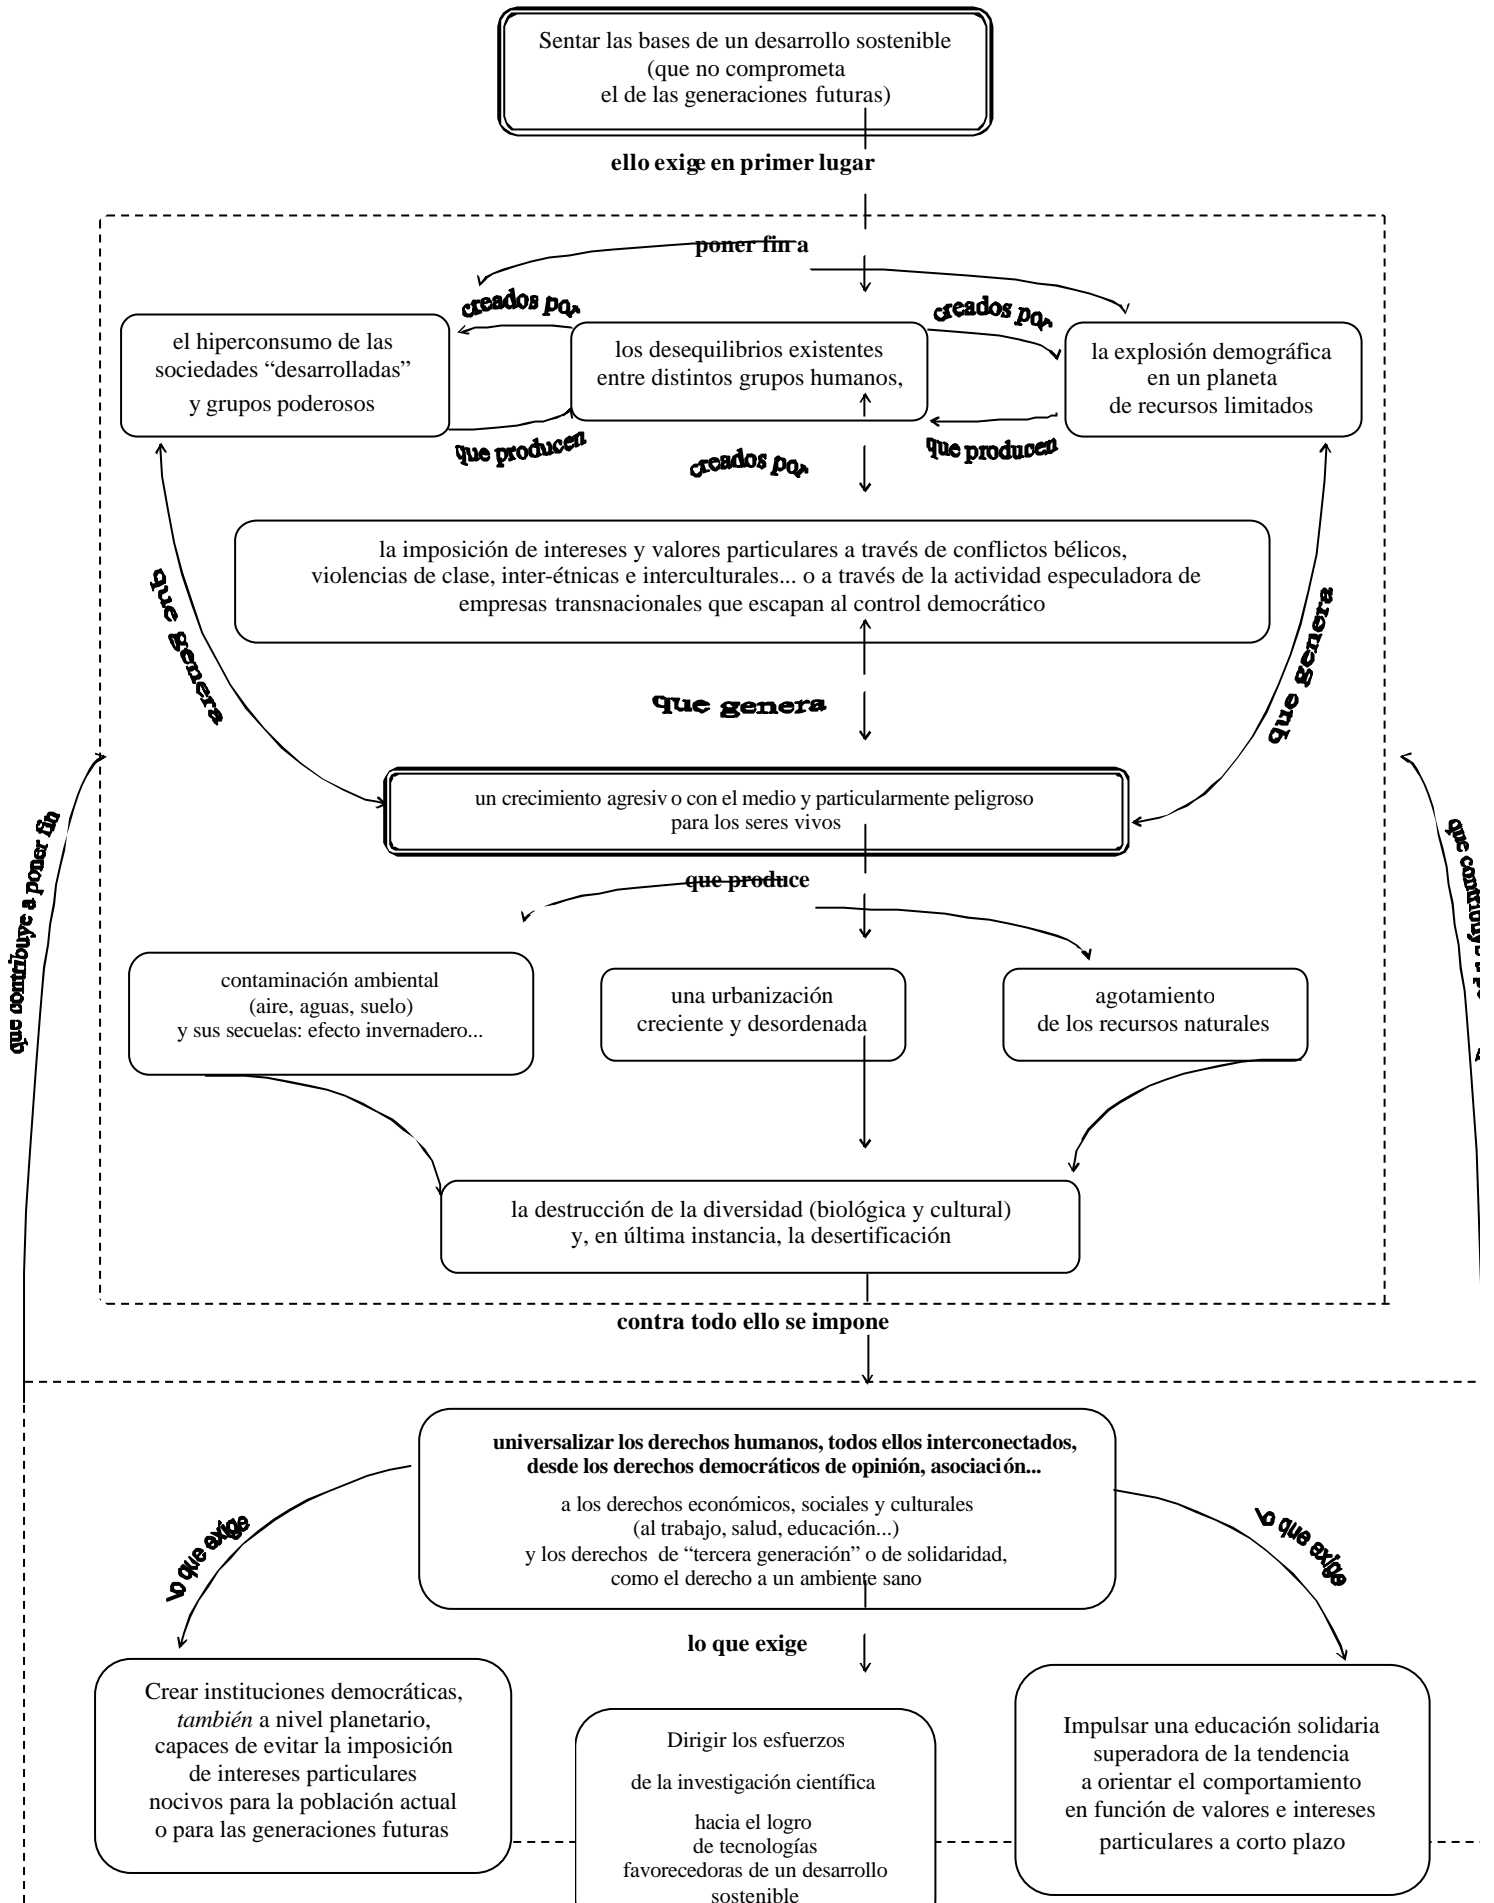 Sentar las bases de un desarrollo sostenible
(que no comprometa
el de las generaciones futuras)
ello exige en primer lugar
poner fin a
creados por
creados por
el hiperconsumo de las
sociedades “desarrolladas”
y grupos poderosos
los desequilibrios existentes
entre distintos grupos humanos,
la explosión demográfica
en un planeta
de recursos limitados
que producen
creados por
que producen
la imposición de intereses y valores particulares a través de conflictos bélicos,
violencias de clase, inter-étnicas e interculturales... o a través de la actividad especuladora de
empresas transnacionales que escapan al control democrático
que genera
que genera
que genera
un crecimiento agresivo con el medio y particularmente peligroso
para los seres vivos
que contribuye a poner fin
que contribuye a
que produce
contaminación ambiental
(aire, aguas, suelo)
y sus secuelas: efecto invernadero...
una urbanización
creciente y desordenada
agotamiento
de los recursos naturales
la destrucción de la diversidad (biológica y cultural)
y, en última instancia, la desertificación
contra todo ello se impone
universalizar los derechos humanos, todos ellos interconectados,
desde los derechos democráticos de opinión, asociación...
a los derechos económicos, sociales y culturales
(al trabajo, salud, educación...)
y los derechos de “tercera generación” o de solidaridad,
como el derecho a un ambiente sano
Lo que exige
lo que exige
Lo que exige
Crear instituciones democráticas,
también a nivel planetario,
capaces de evitar la imposición
de intereses particulares
nocivos para la población actual
o para las generaciones futuras
Dirigir los esfuerzos
de la investigación científica
hacia el logro
de tecnologías
favorecedoras de un desarrollo
sostenible
Impulsar una educación solidaria
superadora de la tendencia
a orientar el comportamiento
en función de valores e intereses
particulares a corto plazo